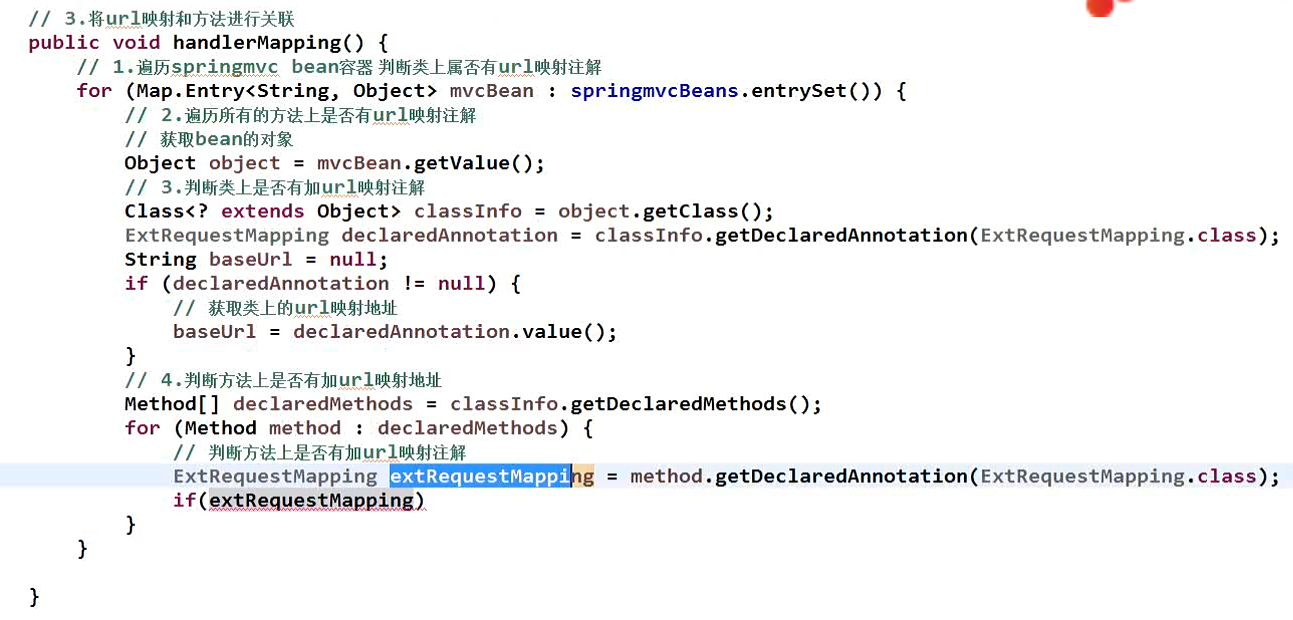 // 3.将url映射和方法进行关联
public void handlerMapping() {
// 1.遍历springmvc bean容器 判断类上属否有url映射注解
for (Map.Entry<String, Object> mvcBean : springmvcBeans.entrySet()) {
// 2.遍历所有的方法上是否有url映射注解
// 获取bean的对象
Object object = mvcBean.getValue();
// 3.判断类上是否有加url映射注解
Class<? extends Object> classInfo = object.getClass();
ExtRequestMapping declaredAnnotation = classInfo.getDeclaredAnnotation(ExtRequestMapping.class);
String baseUrl = null;
if (declaredAnnotation != null) {
// 获取类上的url映射地址
baseUrl = declaredAnnotation.value();
}
// 4.判断方法上是否有加url映射地址
Method[] declaredMethods = classInfo.getDeclaredMethods();
for (Method method : declaredMethods) {
// 判断方法上是否有加url映射注解
ExtRequestMapping extRequestMapping = method.getDeclaredAnnotation(ExtRequestMapping.class);
if(extRequestMapping)
}
}
}